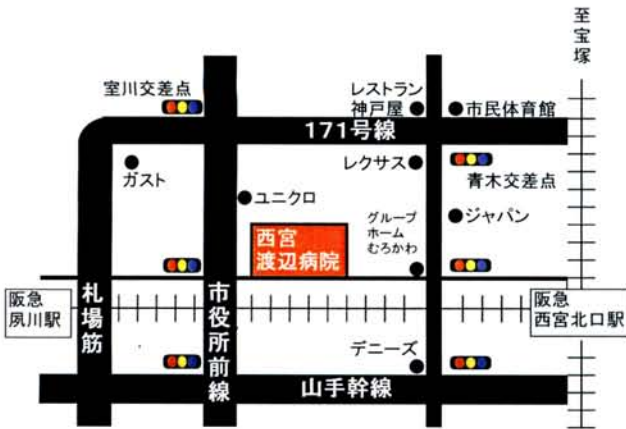 至宝塚
室川交差点
レストラン
神戸屋
市民体育館
171号線
ガスト
レクサス
青木交差点
ユニクロ
ジャパン
西宮
渡辺病院
グループ
ホーム
むろかわ
阪急
夙川駅
札場筋
市役所前線
阪急
西宮北口駅
デニーズ
山手幹線